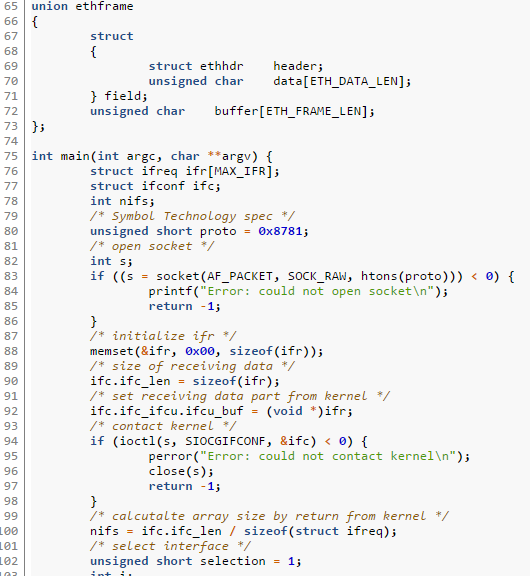 65 union ethframe
66 {
67 struct
68 {
69 struct ethhdr header;
70 unsigned char data[ETH_DATA_LEN];
71 } field;
72 unsigned char buffer[ETH_FRAME_LEN];
73 };
74
75 int main(int argc, char **argv) {
76 struct ifreq ifr[MAX_IFR];
77 struct ifconf ifc;
78 int nifs;
79 /* Symbol Technology spec */
80 unsigned short proto = 0x8781;
81 /* open socket */
82 int s;
83 if ((s = socket(AF_PACKET, SOCK_RAW, htons(proto))) < 0) {
84 printf("Error: could not open socket\n");
85 return -1;
86 }
87 /* initialize ifr */
88 memset(&ifr, 0x00, sizeof(ifr));
89 /* size of receiving data */
90 ifc.ifc_len = sizeof(ifr);
91 /* set receiving data part from kernel */
92 ifc.ifc_ifcu.ifcu_buf = (void *)ifr;
93 /* contact kernel */
94 if (ioctl(s, SIOCGIFCONF, &ifc) < 0) {
95 perror("Error: could not contact kernel\n");
96 close(s);
97 return -1;
98 }
99 /* calcutalte array size by return from kernel */
100 nifs = ifc.ifc_len / sizeof(struct ifreq);
101 /* select interface */
102 unsigned short selection = 1;
103 int i;